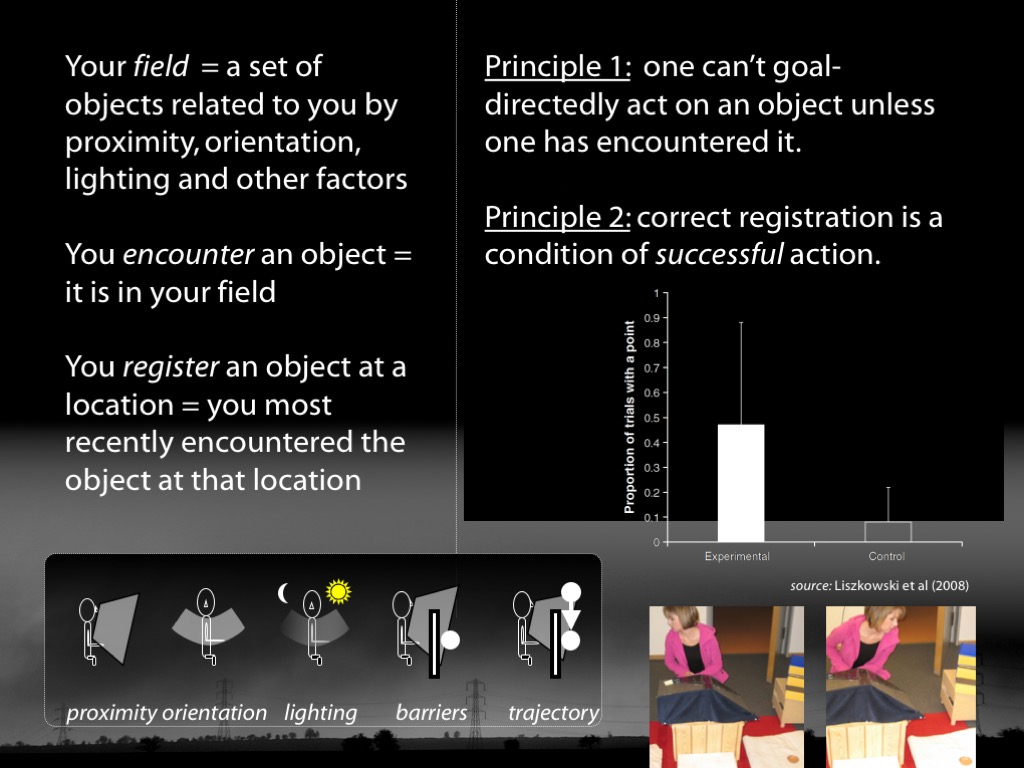 Your field = a set of
objects related to you by
proximity, orientation,
lighting and other factors
You encounter an object =
it is in your field
You register an object at a
location = you most
recently encountered the
object at that location
Principle 1: one can't goal-
directedly act on an object unless
one has encountered it.
Principle 2: correct registration is a
condition of successful action.
Proportion of trials with a point
1
0.9
0.8
0.7
0.6
0.5
0.4
0.3
0.2
0.1
0
Experimental
Control
source: Liszkowski et al (2008)
proximity orientation lighting barriers trajectory